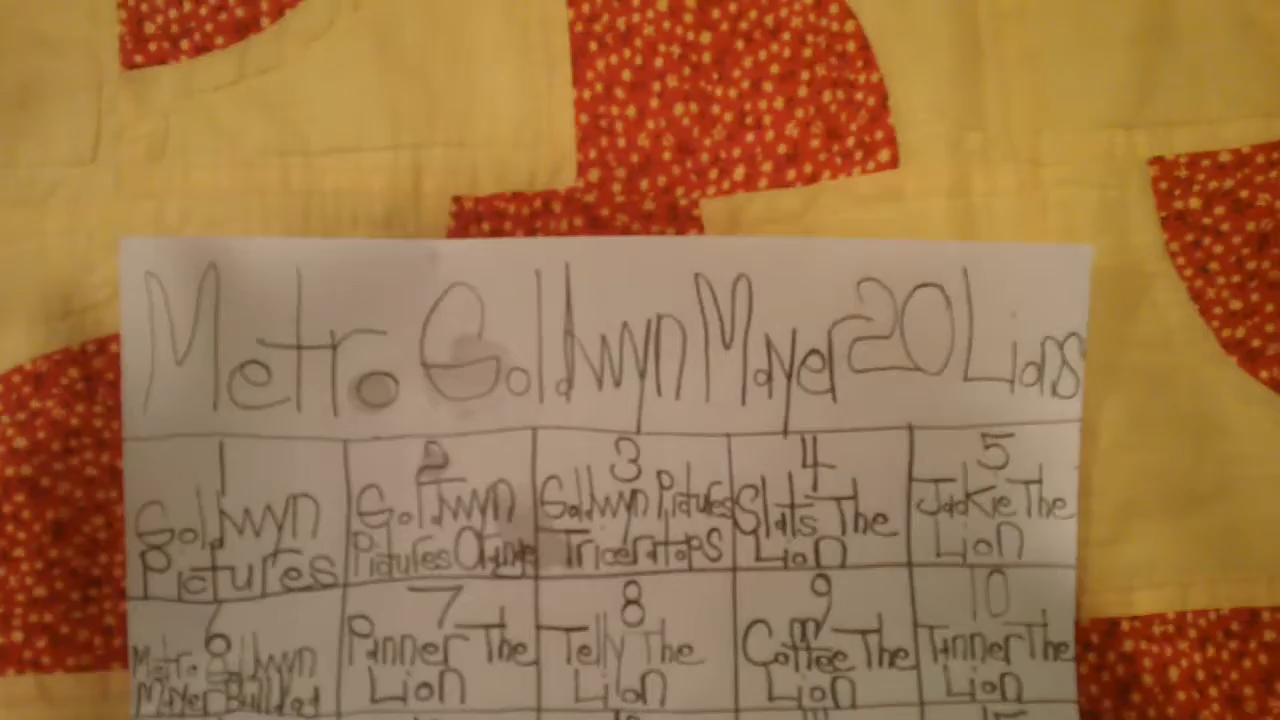 Metro Goldwyn Mayer 20 Lions
1
Goldwyn
Pictures
2
Goldwyn
Pictures
3
Goldwyn Pictures
Triceratops
4
Slats The
Lion
5
Jackie The
Lion
6
Metro Goldwyn
Mayer
7
Panner The
Lion
8
Telly The
Lion
9
Coffee The
Lion
10
Tanner The
Lion